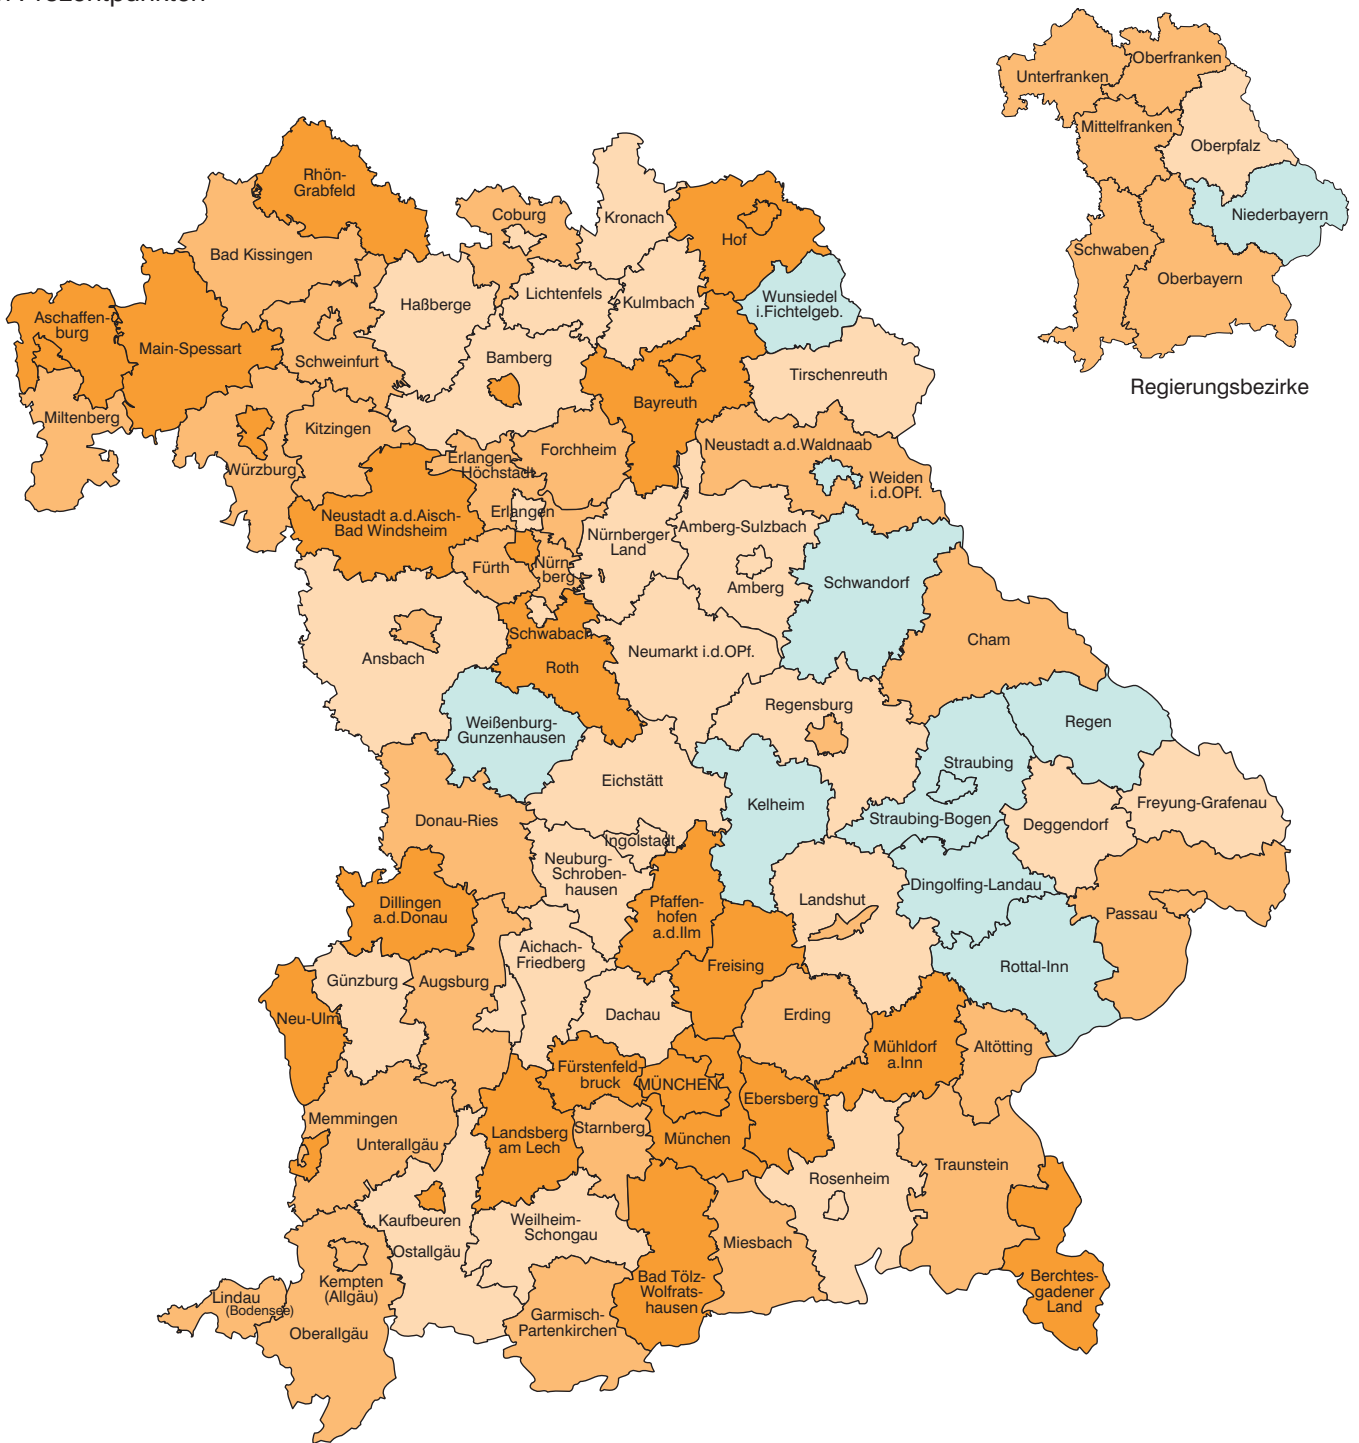 Prozentpunkten
Unterfranken
Oberfranken
Mittelfranken
Oberpfalz
Niederbayern
Schwaben
Oberbayern
Regierungsbezirke
Rhön-
Grabfeld
Bad Kissingen
Coburg
Kronach
Hof
Haßberge
Lichtenfels
Kulmbach
Wunsiedel
i.Fichtelgeb.
Aschaffen-
burg
Main-Spessart
Schweinfurt
Bamberg
Tirschenreuth
Bayreuth
Miltenberg
Kitzingen
Würzburg
Erlangen-
Höchstadt
Forchheim
Neustadt a.d.Waldnaab
Weiden
i.d.OPf.
Neustadt a.d.Aisch-
Bad Windsheim
Erlangen
Nürnberger
Land
Amberg-Sulzbach
Amberg
Fürth
Nürn-
berg
Schwandorf
Schwabach
Roth
Ansbach
Neumarkt i.d.OPf.
Cham
Weißenburg-
Gunzenhausen
Regensburg
Regen
Eichstätt
Kelheim
Straubing
Straubing-Bogen
Deggendorf
Freyung-Grafenau
Donau-Ries
Ingolstadt
Neuburg-
Schroben-
hausen
Dillingen
a.d.Donau
Pfaffen-
hofen
a.d.Ilm
Landshut
Dingolfing-Landau
Passau
Aichach-
Friedberg
Freising
Rottal-Inn
Günzburg
Augsburg
Neu-Ulm
Dachau
Erding
Mühldorf
a.Inn
Altötting
Fürstenfeld-
bruck
MÜNCHEN
Ebersberg
Memmingen
Unterallgäu
Landsberg
am Lech
Starnberg
München
Traunstein
Rosenheim
Kaufbeuren
Ostallgäu
Weilheim-
Schongau
Miesbach
Bad Tölz-
Wolfrats-
hausen
Berchtes-
gadener
Land
Kempten
(Allgäu)
Lindau
(Bodensee)
Oberallgäu
Garmisch-
Partenkirchen